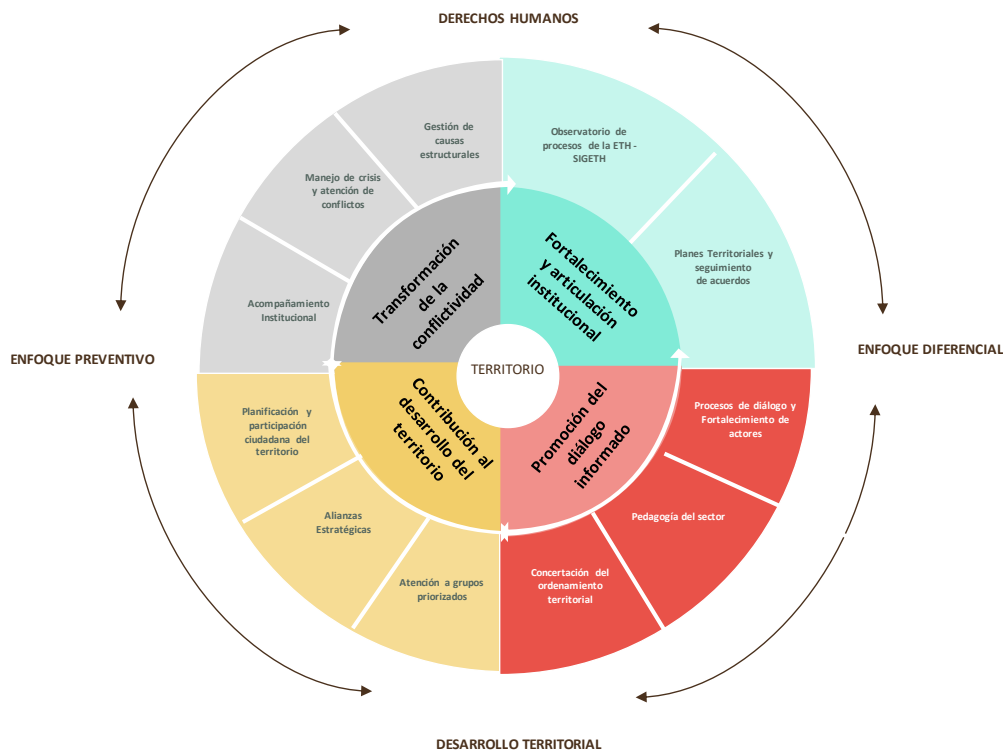 DERECHOS HUMANOS
Gestión de
causas
estructurales
Observatorio de
procesos de la ETH -
SIGETH
Manejo de crisis
y atención de
conflictos
Planes Territoriales y
seguimiento
de acuerdos
Transformación
de la
conflictividad
Fortalecimiento
y articulación
institucional
Acompañamiento
Institucional
ENFOQUE PREVENTIVO
TERRITORIO
ENFOQUE DIFERENCIAL
Contribución al
desarrollo del
territorio
Promoción del
diálogo
informado
Planificación y
participación
ciudadana del
territorio
Procesos de diálogo y
Fortalecimiento de
actores
Alianzas
Estratégicas
Pedagogía del sector
Atención a grupos
priorizados
Concertación del
ordenamiento
territorial
DESARROLLO TERRITORIAL